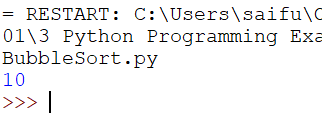 = RESTART: C:\Users\saifu\
01\3 Python Programming Exa
BubbleSort.py
10
>>>